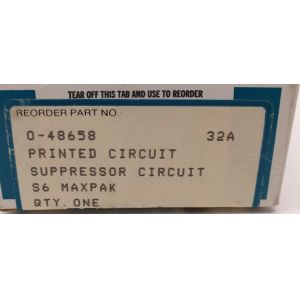 TEAR OFF THIS TAB AND USE TO REORDER
REORDER PART NO.
0-48658 32A
PRINTED CIRCUIT
SUPPRESSOR CIRCUIT
S6 MAXPAK
QTY. ONE